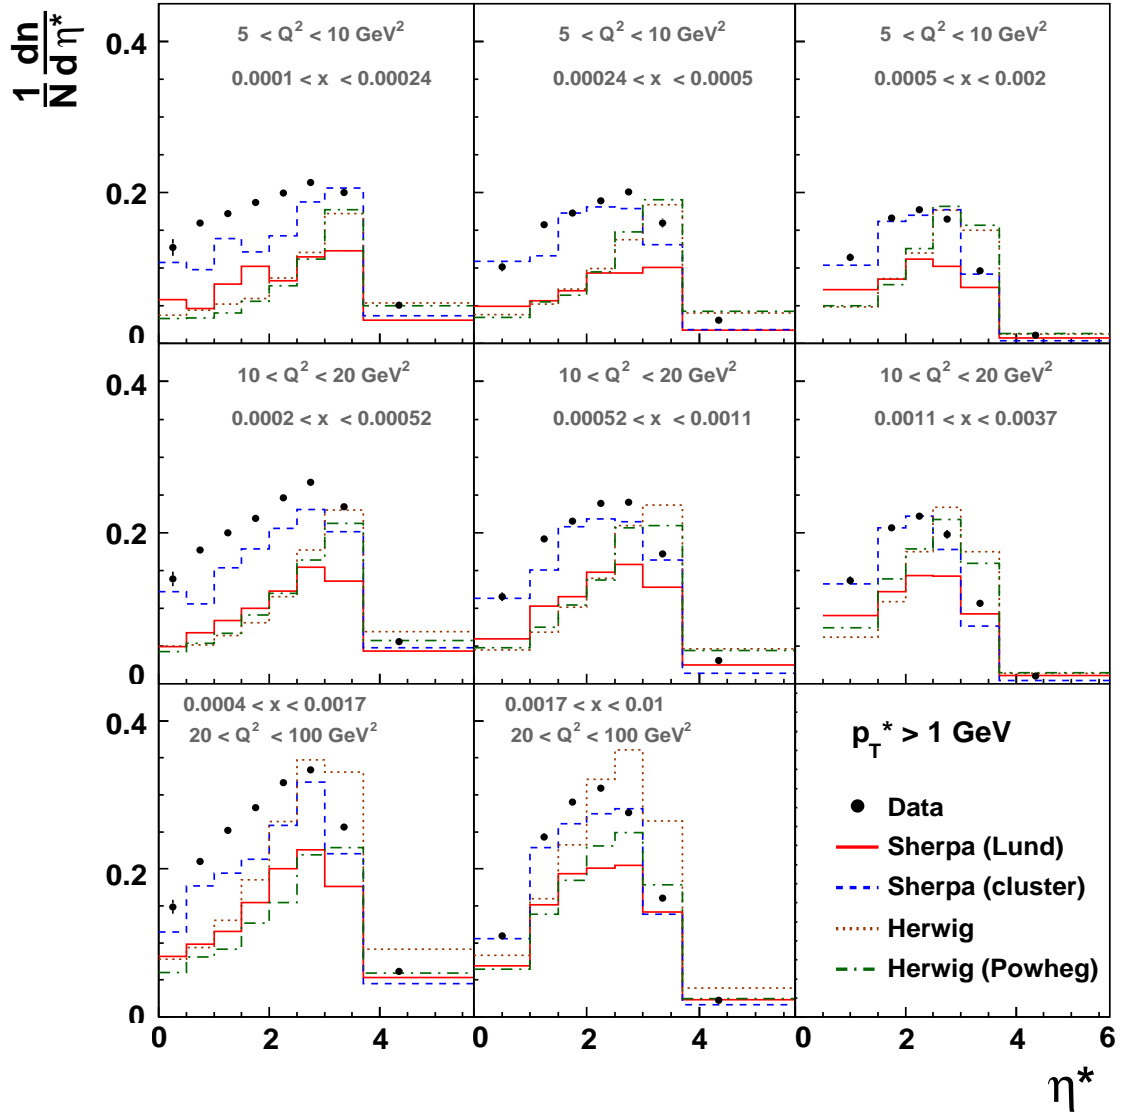 1 dn
N d η*
0.4
0.2
0
5 < Q² < 10 GeV²
0.0001 < x < 0.00024
5 < Q² < 10 GeV²
0.00024 < x < 0.0005
5 < Q² < 10 GeV²
0.0005 < x < 0.002
0.4
0.2
0
10 < Q² < 20 GeV²
0.0002 < x < 0.00052
10 < Q² < 20 GeV²
0.00052 < x < 0.0011
10 < Q² < 20 GeV²
0.0011 < x < 0.0037
0.4
0.2
0
0.0004 < x < 0.0017
20 < Q² < 100 GeV²
0.0017 < x < 0.01
20 < Q² < 100 GeV²
p_T* > 1 GeV
Data
Sherpa (Lund)
Sherpa (cluster)
Herwig
Herwig (Powheg)
0 2 4 0 2 4 0 2 4 6
η*